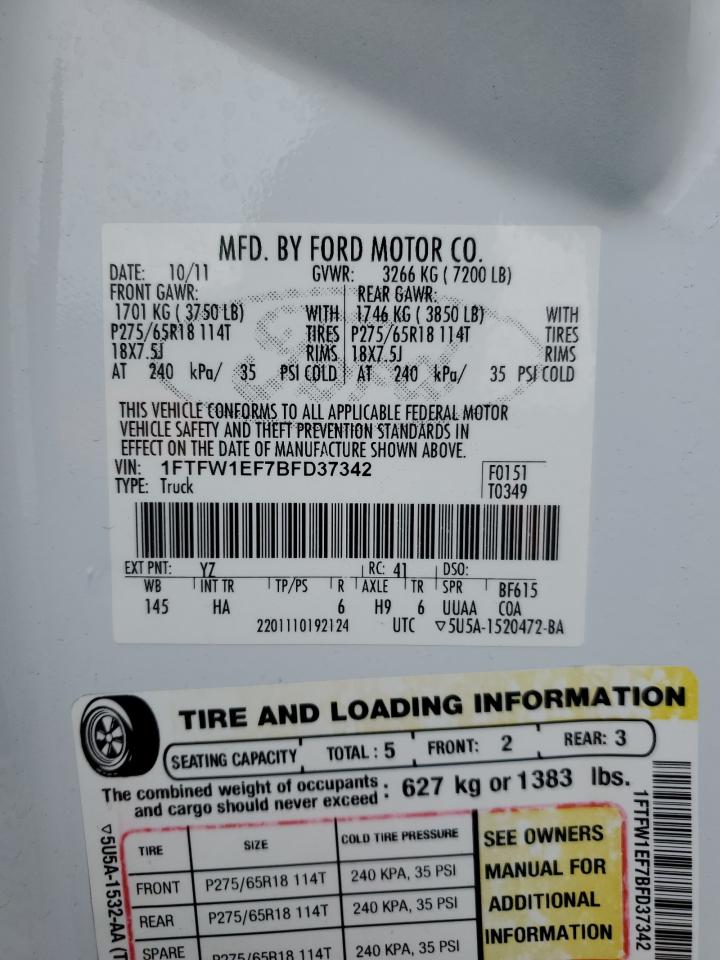 MFD. BY FORD MOTOR CO.
DATE: 10/11 GVWR: 3266 KG ( 7200 LB)
FRONT GAWR: REAR GAWR:
1701 KG ( 3750 LB) WITH 1746 KG ( 3850 LB) WITH
P275/65R18 114T TIRES P275/65R18 114T TIRES
18X7.5J RIMS 18X7.5J RIMS
AT 240 kPa/ 35 PSI COLD AT 240 kPa/ 35 PSI COLD
THIS VEHICLE CONFORMS TO ALL APPLICABLE FEDERAL MOTOR
VEHICLE SAFETY AND THEFT PREVENTION STANDARDS IN
EFFECT ON THE DATE OF MANUFACTURE SHOWN ABOVE.
VIN: 1FTFW1EF7BFD37342 F0151
TYPE: Truck T0349
EXT PNT: YZ RC: 41 DSO:
WB INT TR TP/PS R AXLE TR SPR BF615
145 HA 6 H9 6 UUAA COA
2201110192124 UTC ▽5U5A-1520472-BA
TIRE AND LOADING INFORMATION
SEATING CAPACITY TOTAL : 5 FRONT: 2 REAR: 3
The combined weight of occupants
and cargo should never exceed : 627 kg or 1383 lbs.
TIRE SIZE COLD TIRE PRESSURE
FRONT P275/65R18 114T 240 KPA, 35 PSI
REAR P275/65R18 114T 240 KPA, 35 PSI
SPARE P275/65R18 114T 240 KPA, 35 PSI
SEE OWNERS
MANUAL FOR
ADDITIONAL
INFORMATION
▽5U5A-1532-AA (T
1FTFW1EF7BFD37342